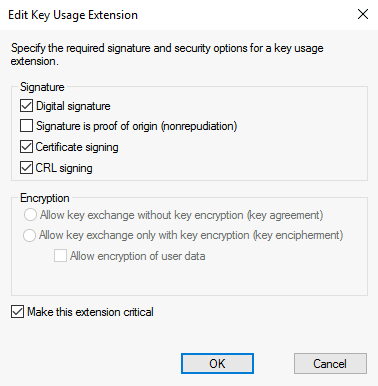 Edit Key Usage Extension
Specify the required signature and security options for a key usage
extension.
Signature
Digital signature
Signature is proof of origin (nonrepudiation)
Certificate signing
CRL signing
Encryption
Allow key exchange without key encryption (key agreement)
Allow key exchange only with key encryption (key encipherment)
Allow encryption of user data
Make this extension critical
OK Cancel